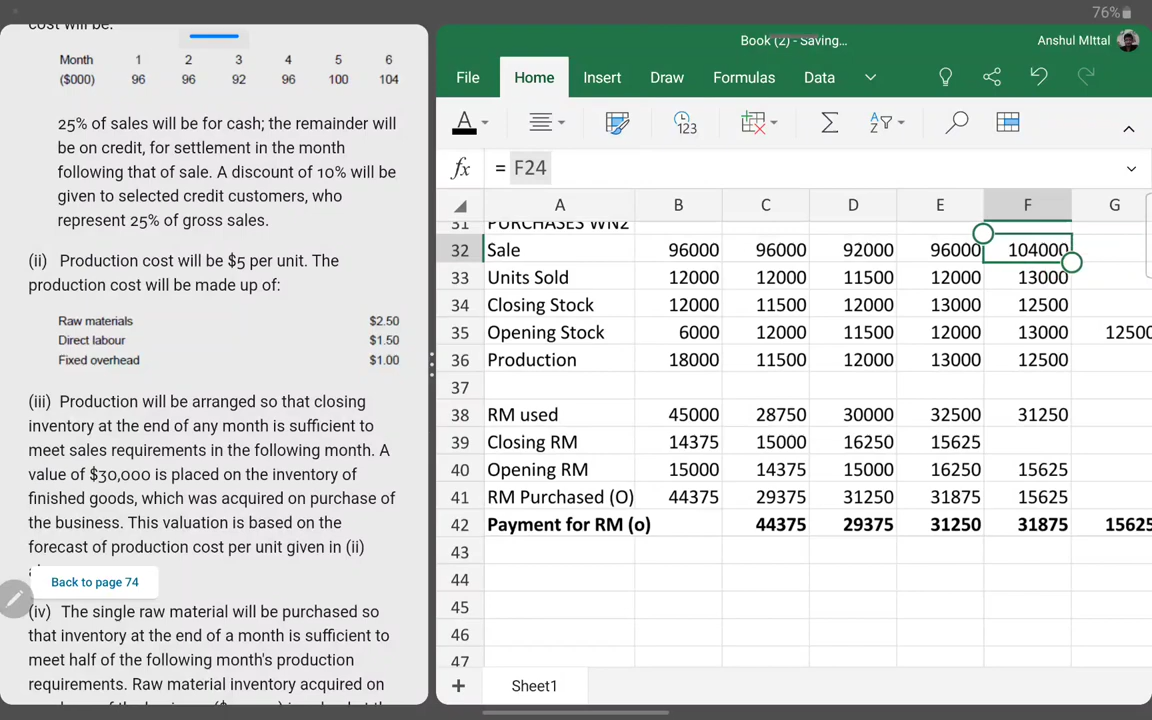 76%
cost will be:
Month 1 2 3 4 5 6
($000) 96 96 92 96 100 104
25% of sales will be for cash; the remainder will
be on credit, for settlement in the month
following that of sale. A discount of 10% will be
given to selected credit customers, who
represent 25% of gross sales.
(ii) Production cost will be $5 per unit. The
production cost will be made up of:
Raw materials $2.50
Direct labour $1.50
Fixed overhead $1.00
(iii) Production will be arranged so that closing
inventory at the end of any month is sufficient to
meet sales requirements in the following month. A
value of $30,000 is placed on the inventory of
finished goods, which was acquired on purchase of
the business. This valuation is based on the
forecast of production cost per unit given in (ii)
Back to page 74
(iv) The single raw material will be purchased so
that inventory at the end of a month is sufficient to
meet half of the following month's production
requirements. Raw material inventory acquired on
Book (2) - Saving...
Anshul MIttal
File Home Insert Draw Formulas Data
A 123 A Z
fx = F24
A B C D E F G
31 PURCHASES WN2
32 Sale 96000 96000 92000 96000 104000
33 Units Sold 12000 12000 11500 12000 13000
34 Closing Stock 12000 11500 12000 13000 12500
35 Opening Stock 6000 12000 11500 12000 13000 12500
36 Production 18000 11500 12000 13000 12500
37
38 RM used 45000 28750 30000 32500 31250
39 Closing RM 14375 15000 16250 15625
40 Opening RM 15000 14375 15000 16250 15625
41 RM Purchased (O) 44375 29375 31250 31875 15625
42 Payment for RM (o) 44375 29375 31250 31875 15625
43
44
45
46
47
+ Sheet1